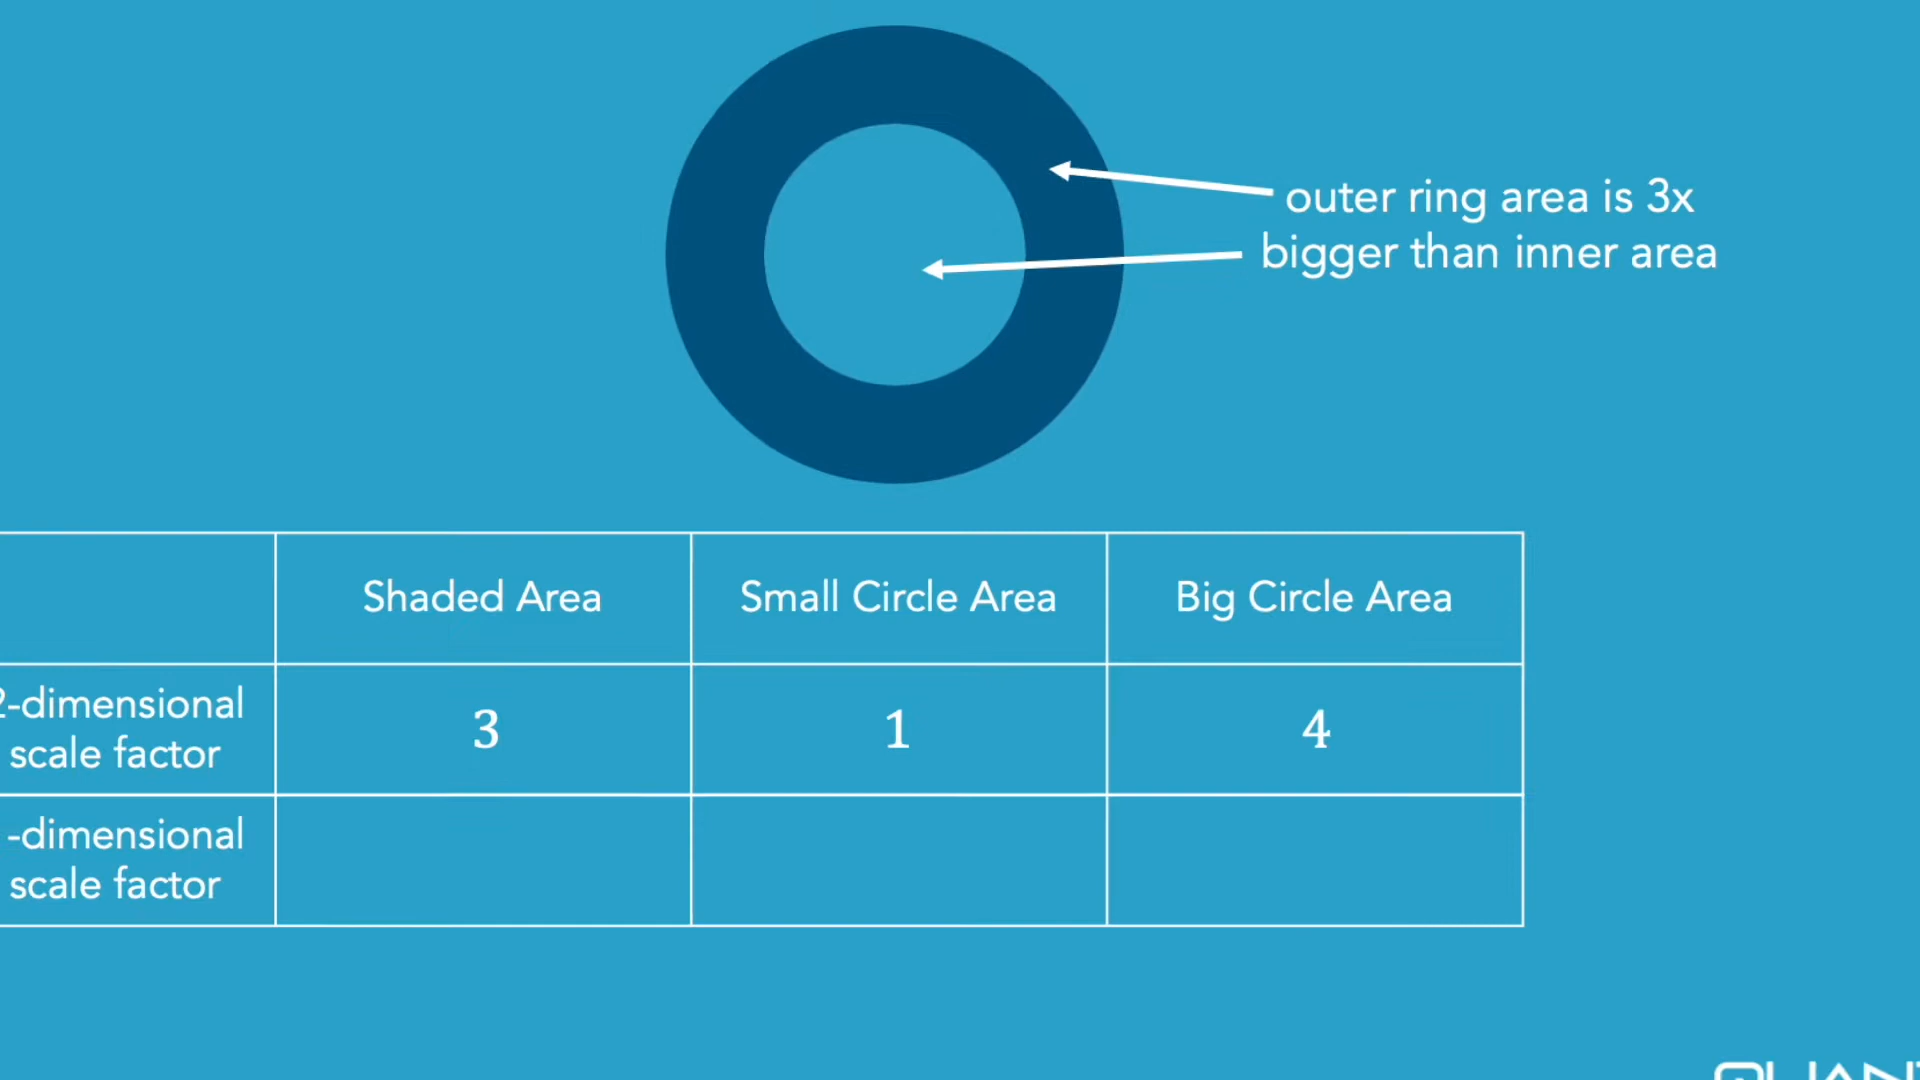 outer ring area is 3x
bigger than inner area
Shaded Area
Small Circle Area
Big Circle Area
2-dimensional
scale factor
3
1
4
-dimensional
scale factor